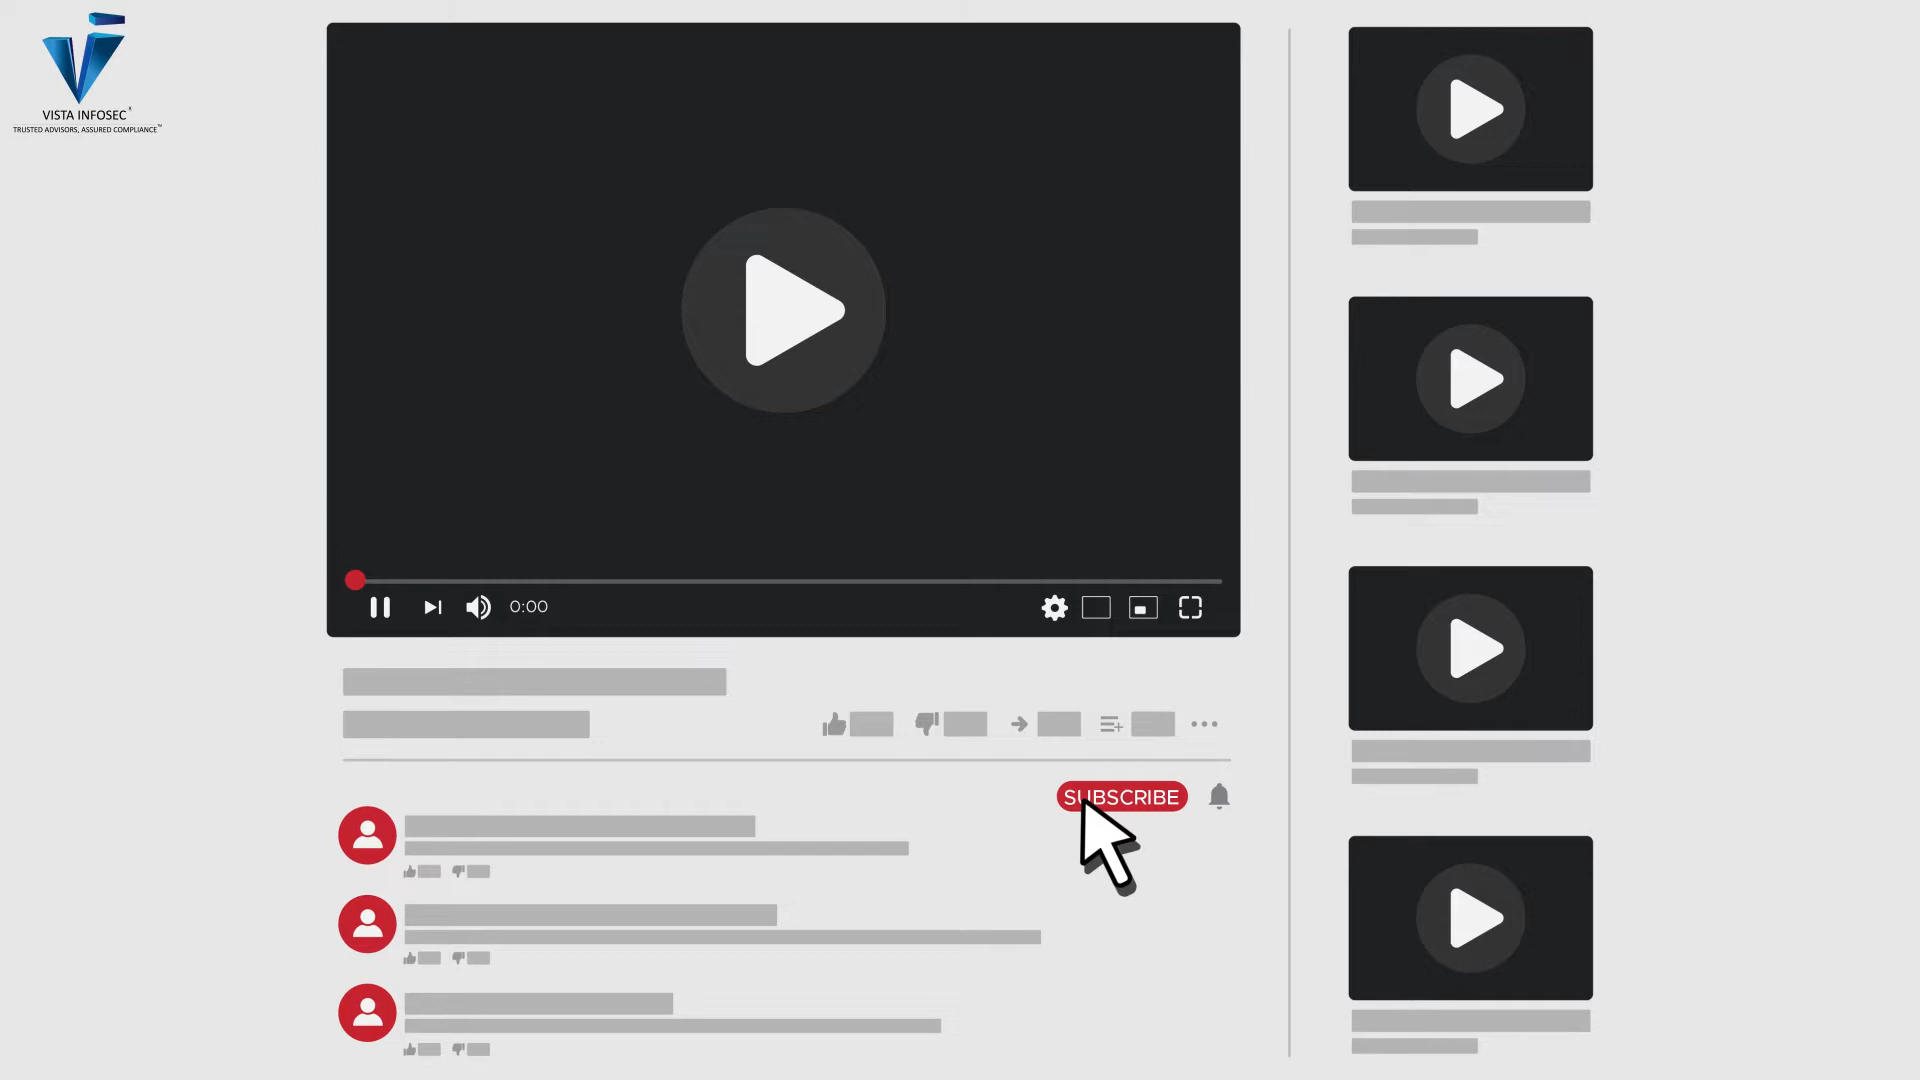 VISTA INFOSEC®
TRUSTED ADVISORS, ASSURED COMPLIANCE™
0:00
SUBSCRIBE